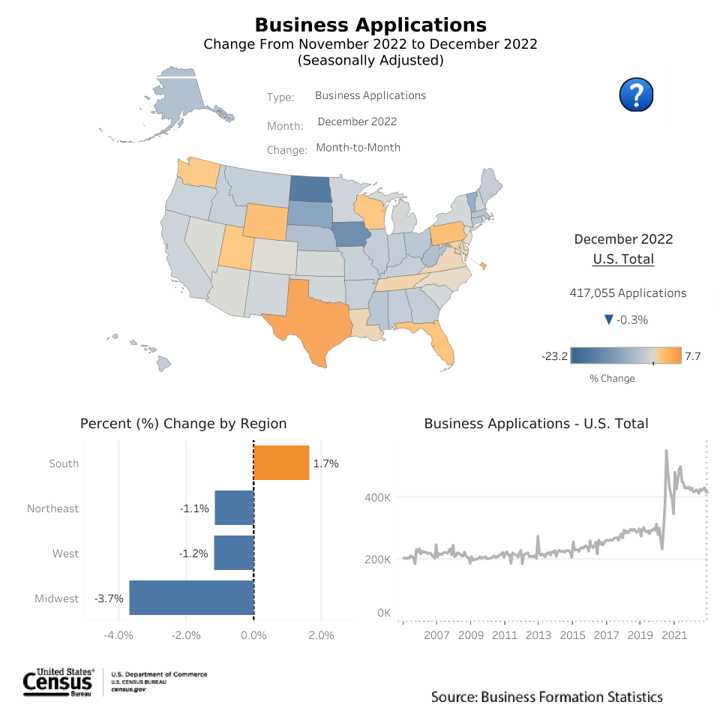 Business Applications
Change From November 2022 to December 2022
(Seasonally Adjusted)
?
Type: Business Applications
Month: December 2022
Change: Month-to-Month
December 2022
U.S. Total
417,055 Applications
▼ -0.3%
-23.2 7.7
% Change
Percent (%) Change by Region
South 1.7%
Northeast -1.1%
West -1.2%
Midwest -3.7%
-4.0% -2.0% 0.0% 2.0%
Business Applications - U.S. Total
400K
200K
0K
2007 2009 2011 2013 2015 2017 2019 2021
United States®
Census
Bureau
U.S. Department of Commerce
U.S. CENSUS BUREAU
census.gov
Source: Business Formation Statistics